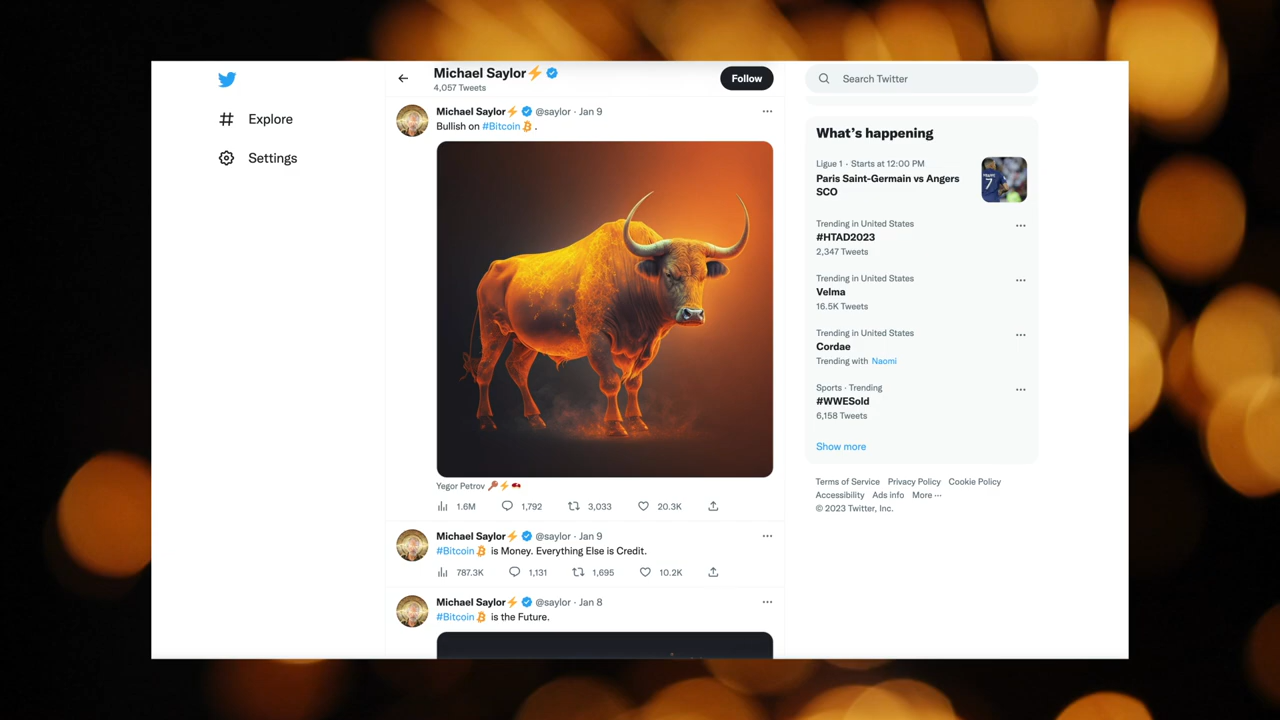 Explore
Settings
Michael Saylor⚡
4,057 Tweets
Follow
Michael Saylor⚡ @saylor · Jan 9
Bullish on #Bitcoin .
Yegor Petrov 🔑⚡
1.6M 1,792 3,033 20.3K
Michael Saylor⚡ @saylor · Jan 9
#Bitcoin is Money. Everything Else is Credit.
787.3K 1,131 1,695 10.2K
Michael Saylor⚡ @saylor · Jan 8
#Bitcoin is the Future.
Search Twitter
What's happening
Ligue 1 · Starts at 12:00 PM
Paris Saint-Germain vs Angers
SCO
Trending in United States
#HTAD2023
2,347 Tweets
Trending in United States
Velma
16.5K Tweets
Trending in United States
Cordae
Trending with Naomi
Sports · Trending
#WWESold
6,158 Tweets
Show more
Terms of Service Privacy Policy Cookie Policy
Accessibility Ads info More ···
© 2023 Twitter, Inc.